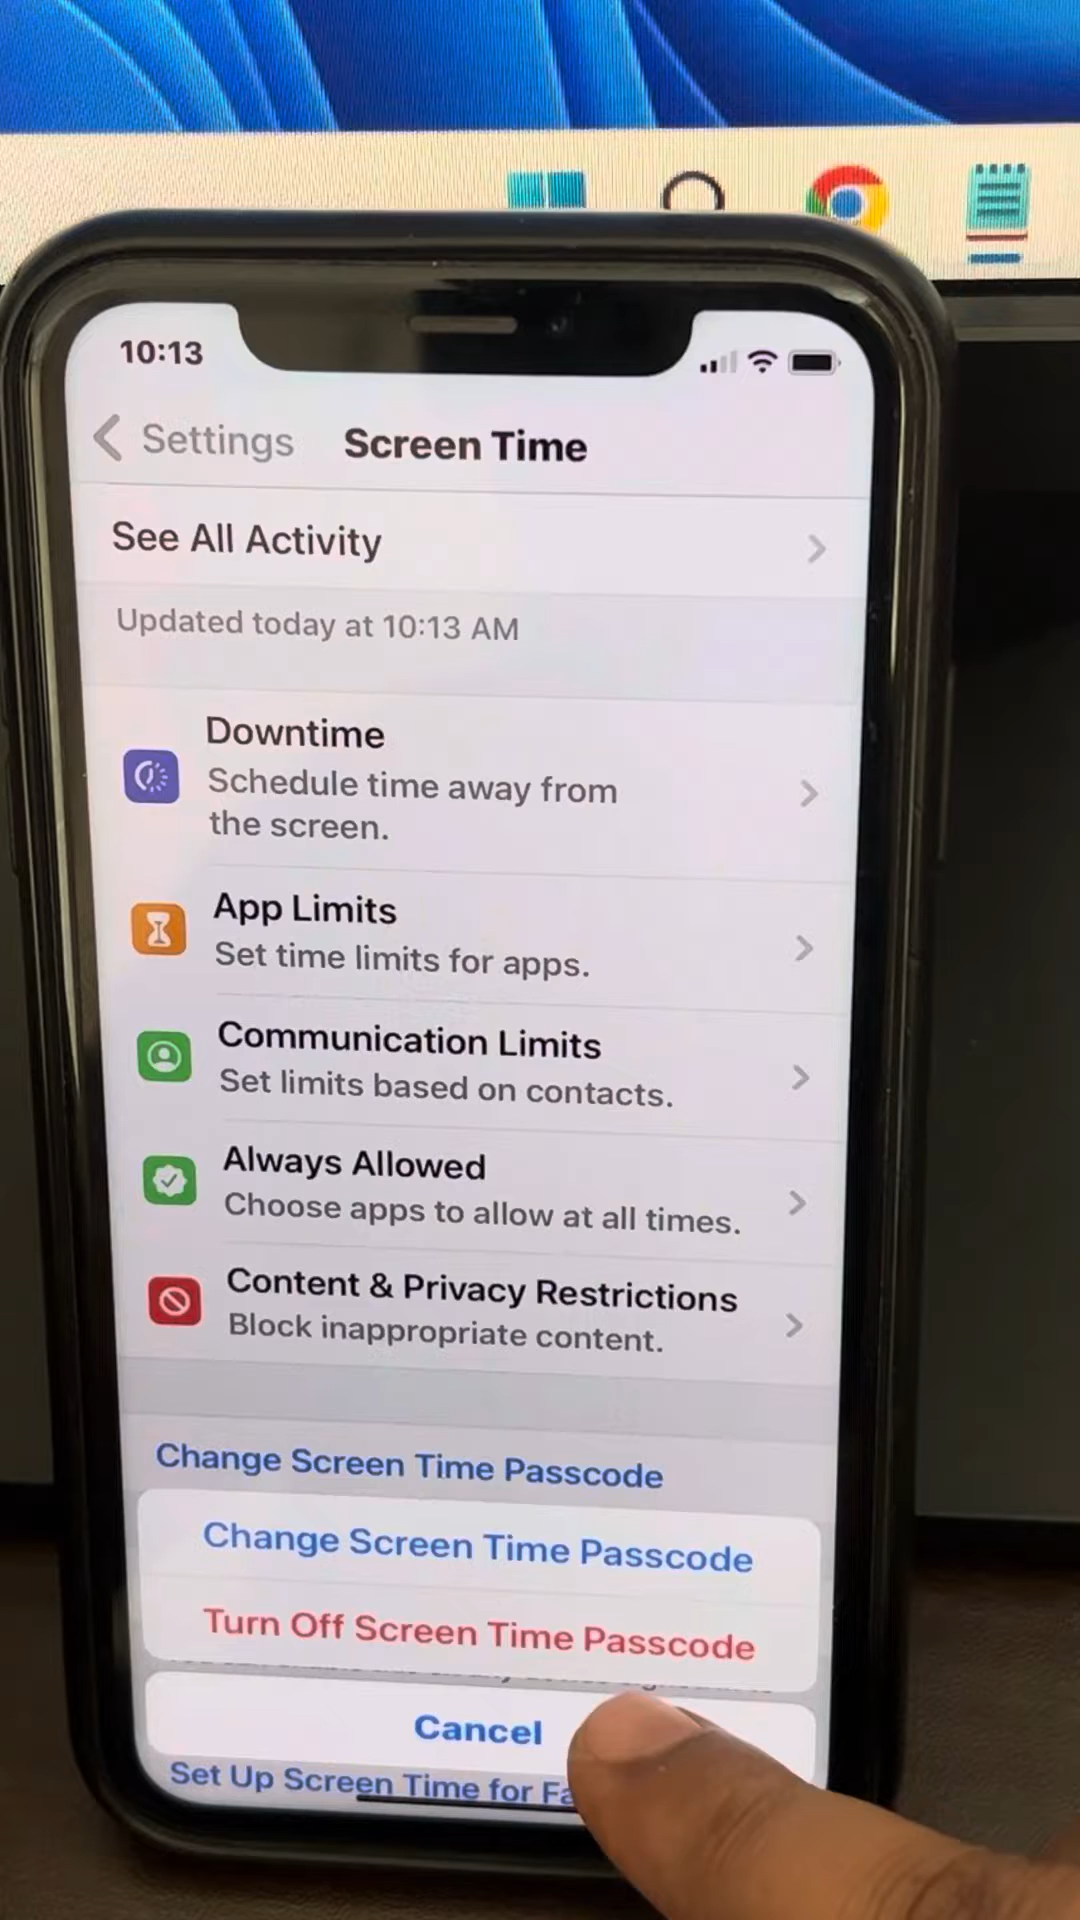 10:13
Settings
Screen Time
See All Activity
Updated today at 10:13 AM
Downtime
Schedule time away from
the screen.
App Limits
Set time limits for apps.
Communication Limits
Set limits based on contacts.
Always Allowed
Choose apps to allow at all times.
Content & Privacy Restrictions
Block inappropriate content.
Change Screen Time Passcode
Change Screen Time Passcode
Turn Off Screen Time Passcode
Cancel
Set Up Screen Time for